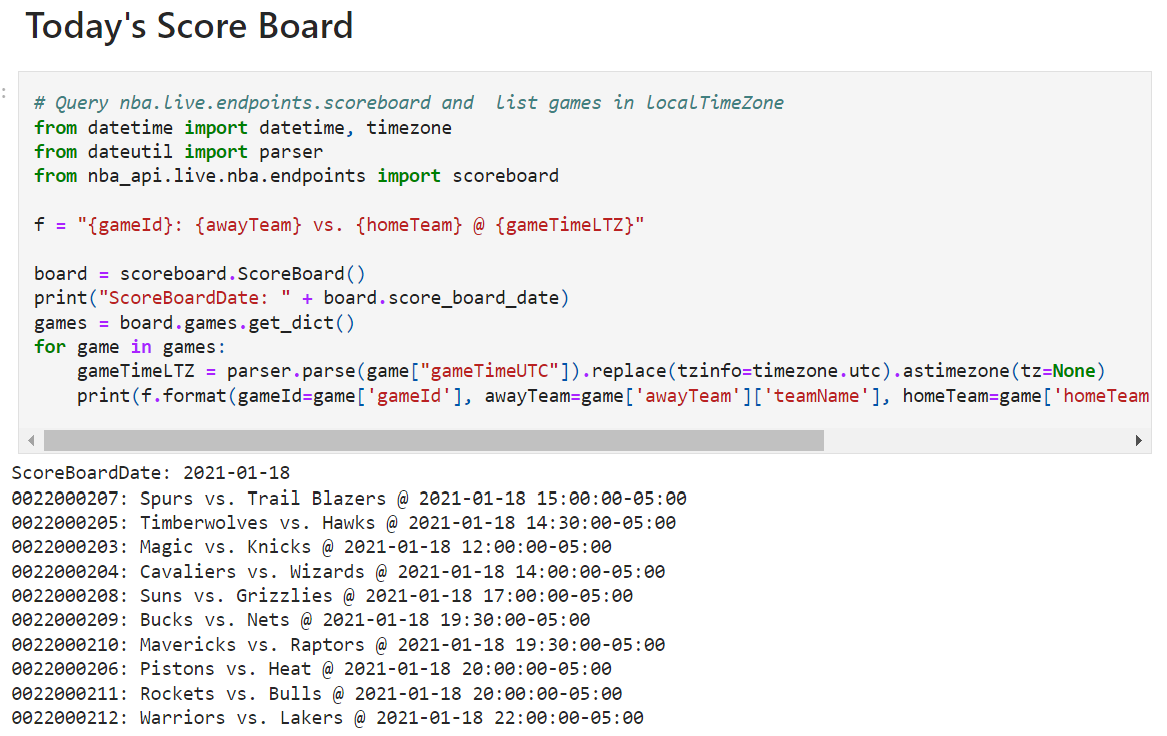 Today's Score Board
:
# Query nba.live.endpoints.scoreboard and  list games in localTimeZone
from datetime import datetime, timezone
from dateutil import parser
from nba_api.live.nba.endpoints import scoreboard
f = "{gameId}: {awayTeam} vs. {homeTeam} @ {gameTimeLTZ}"
board = scoreboard.ScoreBoard()
print("ScoreBoardDate: " + board.score_board_date)
games = board.games.get_dict()
for game in games:
    gameTimeLTZ = parser.parse(game["gameTimeUTC"]).replace(tzinfo=timezone.utc).astimezone(tz=None)
    print(f.format(gameId=game['gameId'], awayTeam=game['awayTeam']['teamName'], homeTeam=game['homeTeam
ScoreBoardDate: 2021-01-18
0022000207: Spurs vs. Trail Blazers @ 2021-01-18 15:00:00-05:00
0022000205: Timberwolves vs. Hawks @ 2021-01-18 14:30:00-05:00
0022000203: Magic vs. Knicks @ 2021-01-18 12:00:00-05:00
0022000204: Cavaliers vs. Wizards @ 2021-01-18 14:00:00-05:00
0022000208: Suns vs. Grizzlies @ 2021-01-18 17:00:00-05:00
0022000209: Bucks vs. Nets @ 2021-01-18 19:30:00-05:00
0022000210: Mavericks vs. Raptors @ 2021-01-18 19:30:00-05:00
0022000206: Pistons vs. Heat @ 2021-01-18 20:00:00-05:00
0022000211: Rockets vs. Bulls @ 2021-01-18 20:00:00-05:00
0022000212: Warriors vs. Lakers @ 2021-01-18 22:00:00-05:00